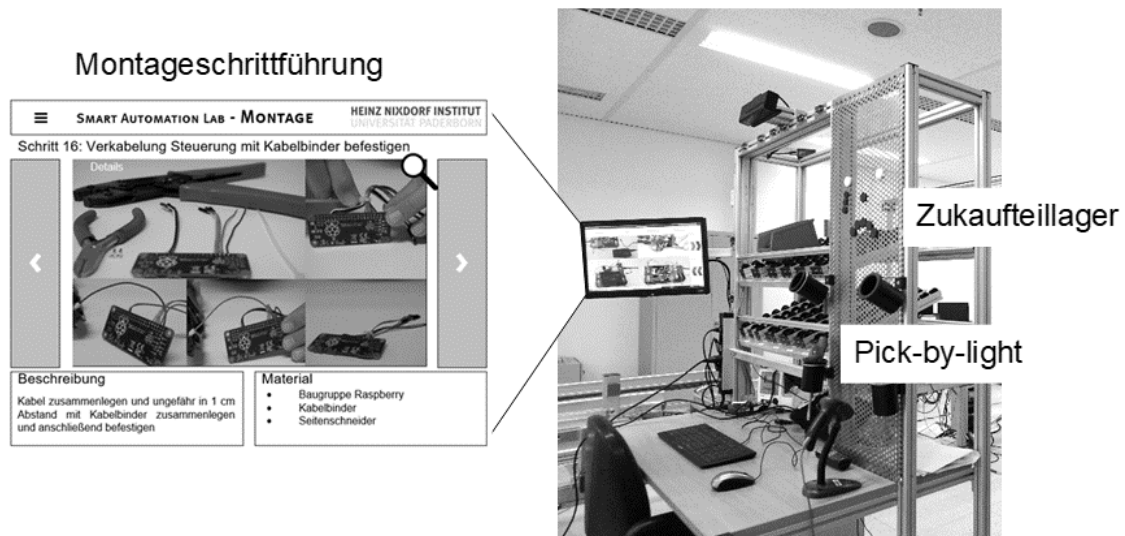 Montageschrittführung
☰ SMART AUTOMATION LAB - MONTAGE
HEINZ NIXDORF INSTITUT
UNIVERSITÄT PADERBORN
Schritt 16: Verkabelung Steuerung mit Kabelbinder befestigen
Details
Beschreibung
Kabel zusammenlegen und ungefähr in 1 cm
Abstand mit Kabelbinder zusammenlegen
und anschließend befestigen
Material
• Baugruppe Raspberry
• Kabelbinder
• Seitenschneider
Zukaufteillager
Pick-by-light